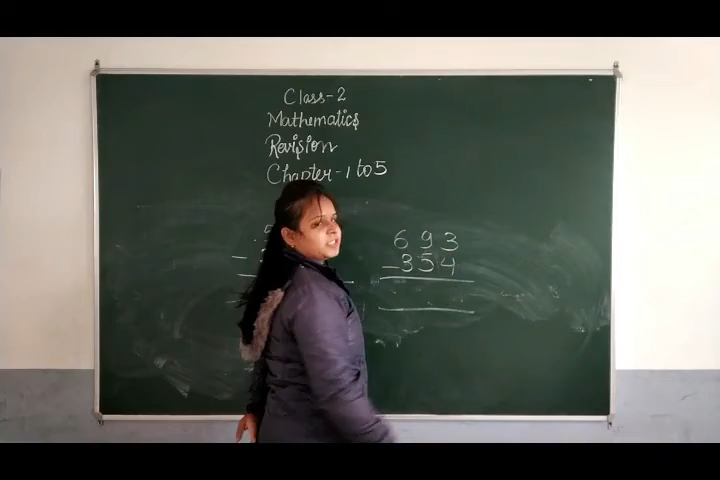 Class-2
Mathematics
Revision
Chapter-1 to 5
693
-354